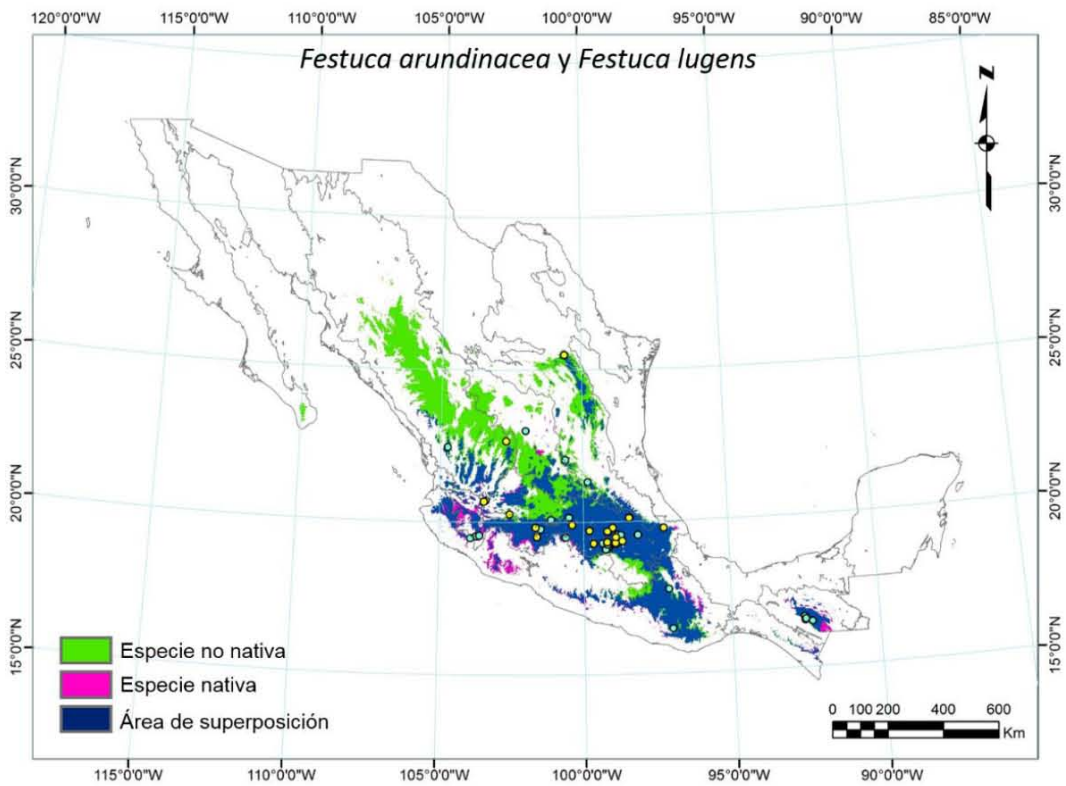 120°0'0"W 115°0'0"W 110°0'0"W 105°0'0"W 100°0'0"W 95°0'0"W 90°0'0"W 85°0'0"W
Festuca arundinacea y Festuca lugens
N
30°0'0"N 30°0'0"N
25°0'0"N 25°0'0"N
20°0'0"N 20°0'0"N
15°0'0"N 15°0'0"N
Especie no nativa
Especie nativa
Área de superposición
0 100 200 400 600
Km
115°0'0"W 110°0'0"W 105°0'0"W 100°0'0"W 95°0'0"W 90°0'0"W